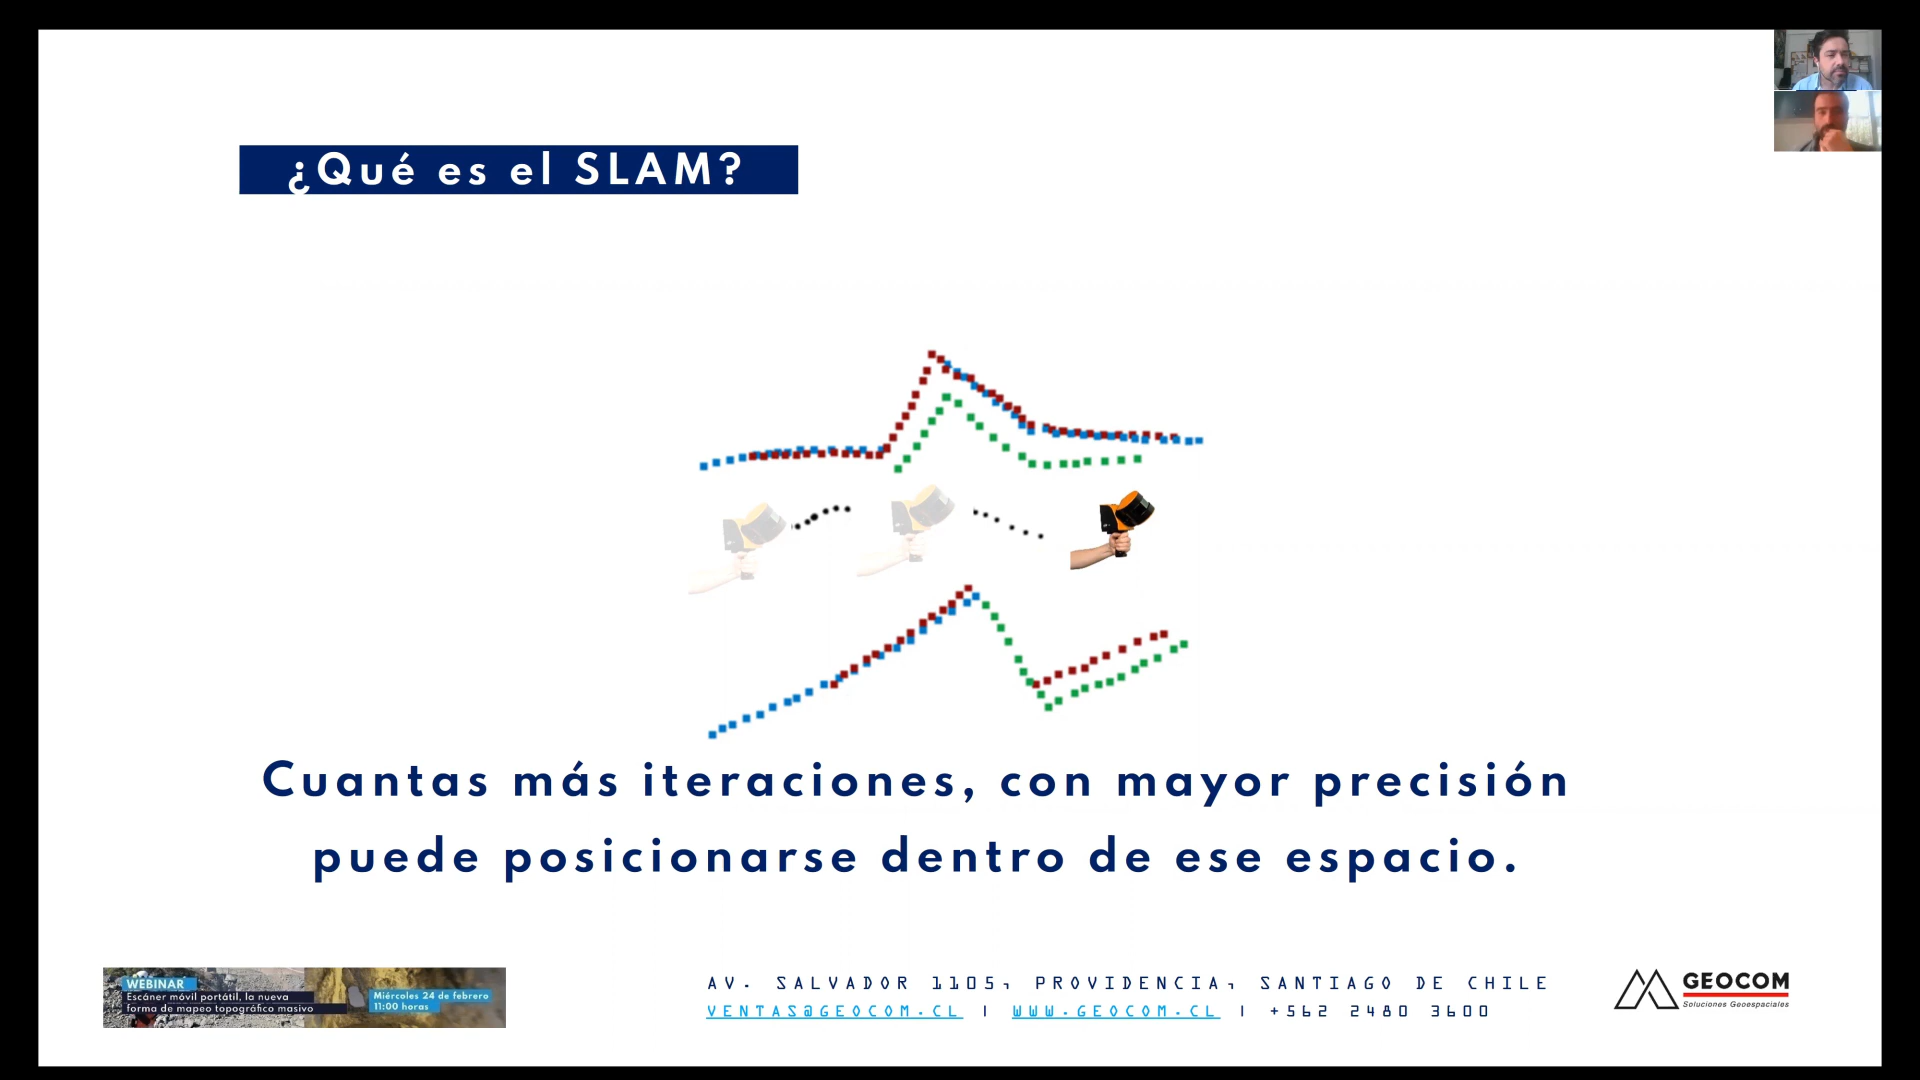 ¿Qué es el SLAM?
Cuantas más iteraciones, con mayor precisión
puede posicionarse dentro de ese espacio.
WEBINAR
Escáner móvil portátil, la nueva
forma de mapeo topográfico masivo
Miércoles 24 de febrero
11:00 horas
AV. SALVADOR 1105, PROVIDENCIA, SANTIAGO DE CHILE
VENTAS@GEOCOM.CL | WWW.GEOCOM.CL | +562 2480 3600
GEOCOM
Soluciones Geoespaciales